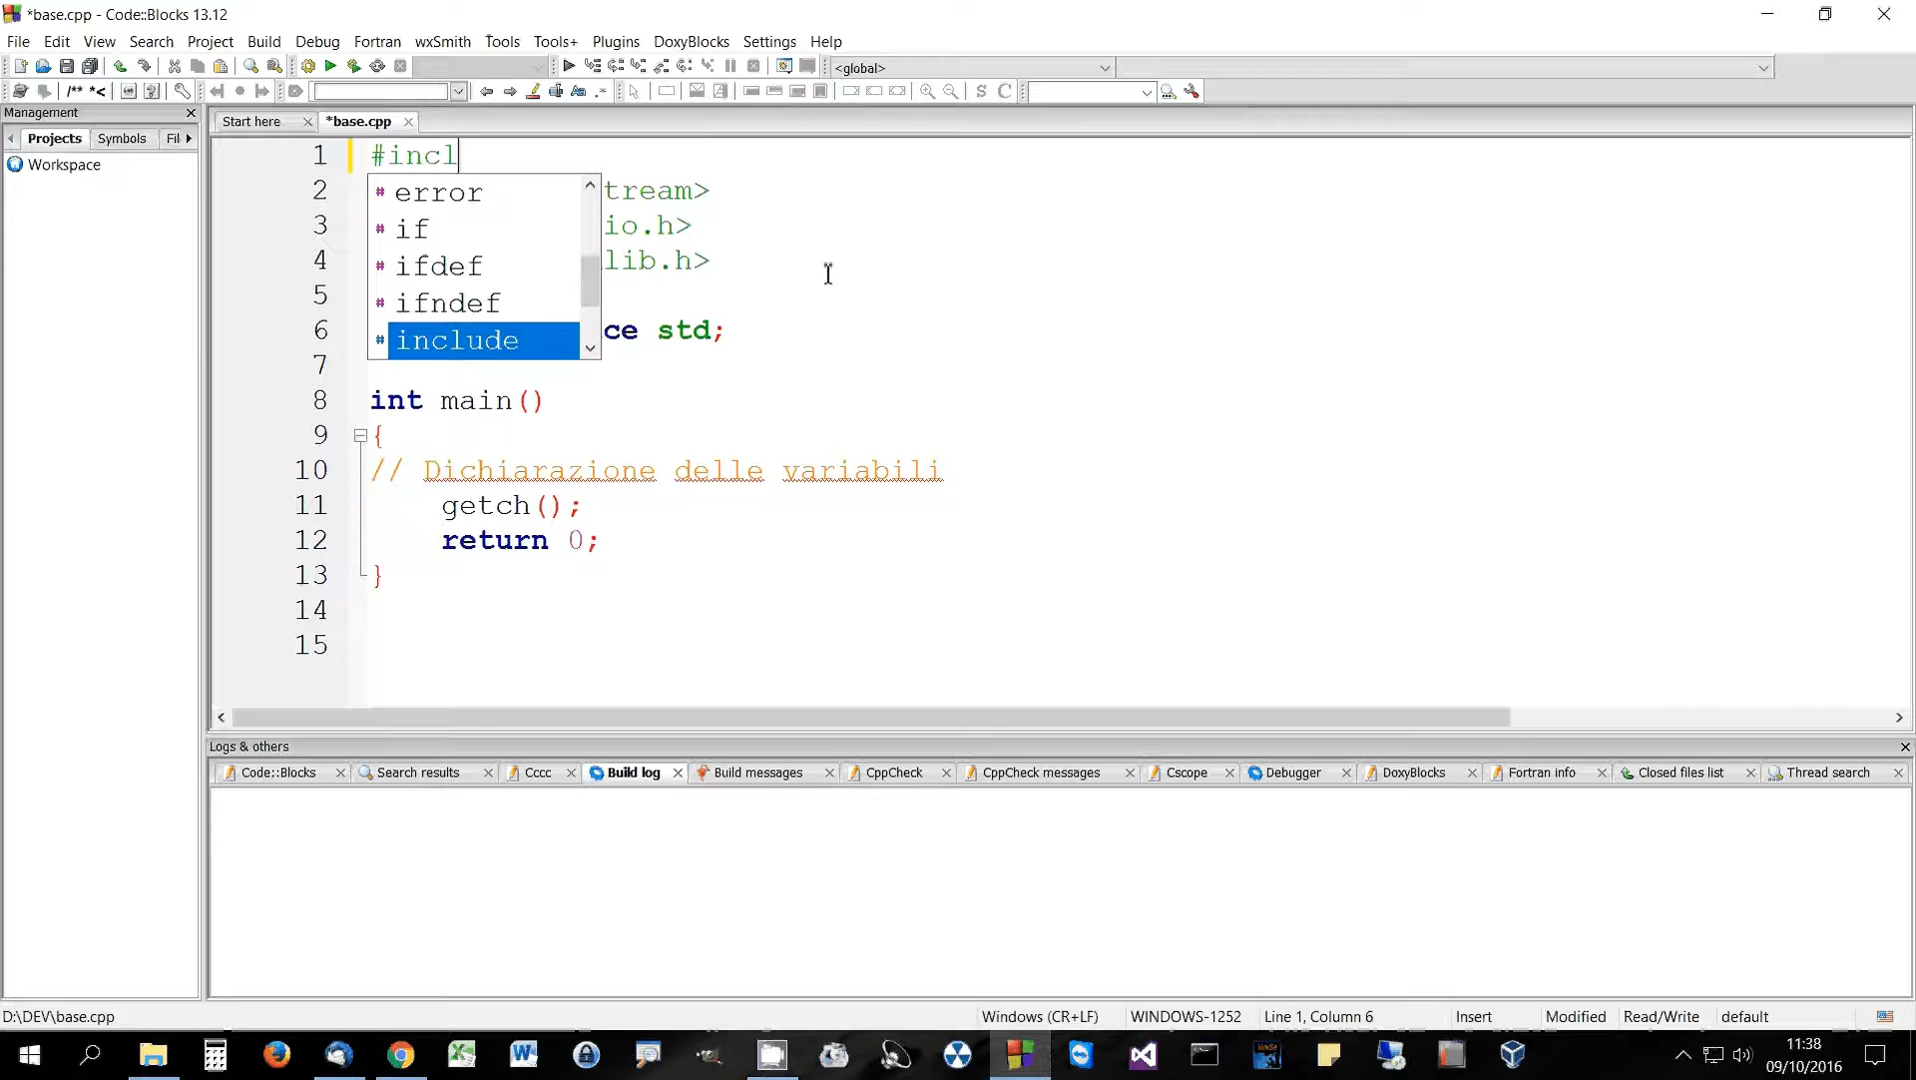 *base.cpp - Code::Blocks 13.12
File Edit View Search Project Build Debug Fortran wxSmith Tools Tools+ Plugins DoxyBlocks Settings Help
<global>
/** *<
Management
Projects Symbols Fil
Workspace
Start here *base.cpp
1 #incl
2 tream>
3 io.h>
4 lib.h>
5
6 ce std;
7
error
if
ifdef
ifndef
include
8 int main()
9 {
10 // Dichiarazione delle variabili
11 getch();
12 return 0;
13 }
14
15
Logs & others
Code::Blocks Search results Cccc Build log Build messages CppCheck CppCheck messages Cscope Debugger DoxyBlocks Fortran info Closed files list Thread search
D:\DEV\base.cpp Windows (CR+LF) WINDOWS-1252 Line 1, Column 6 Insert Modified Read/Write default
11:38
09/10/2016